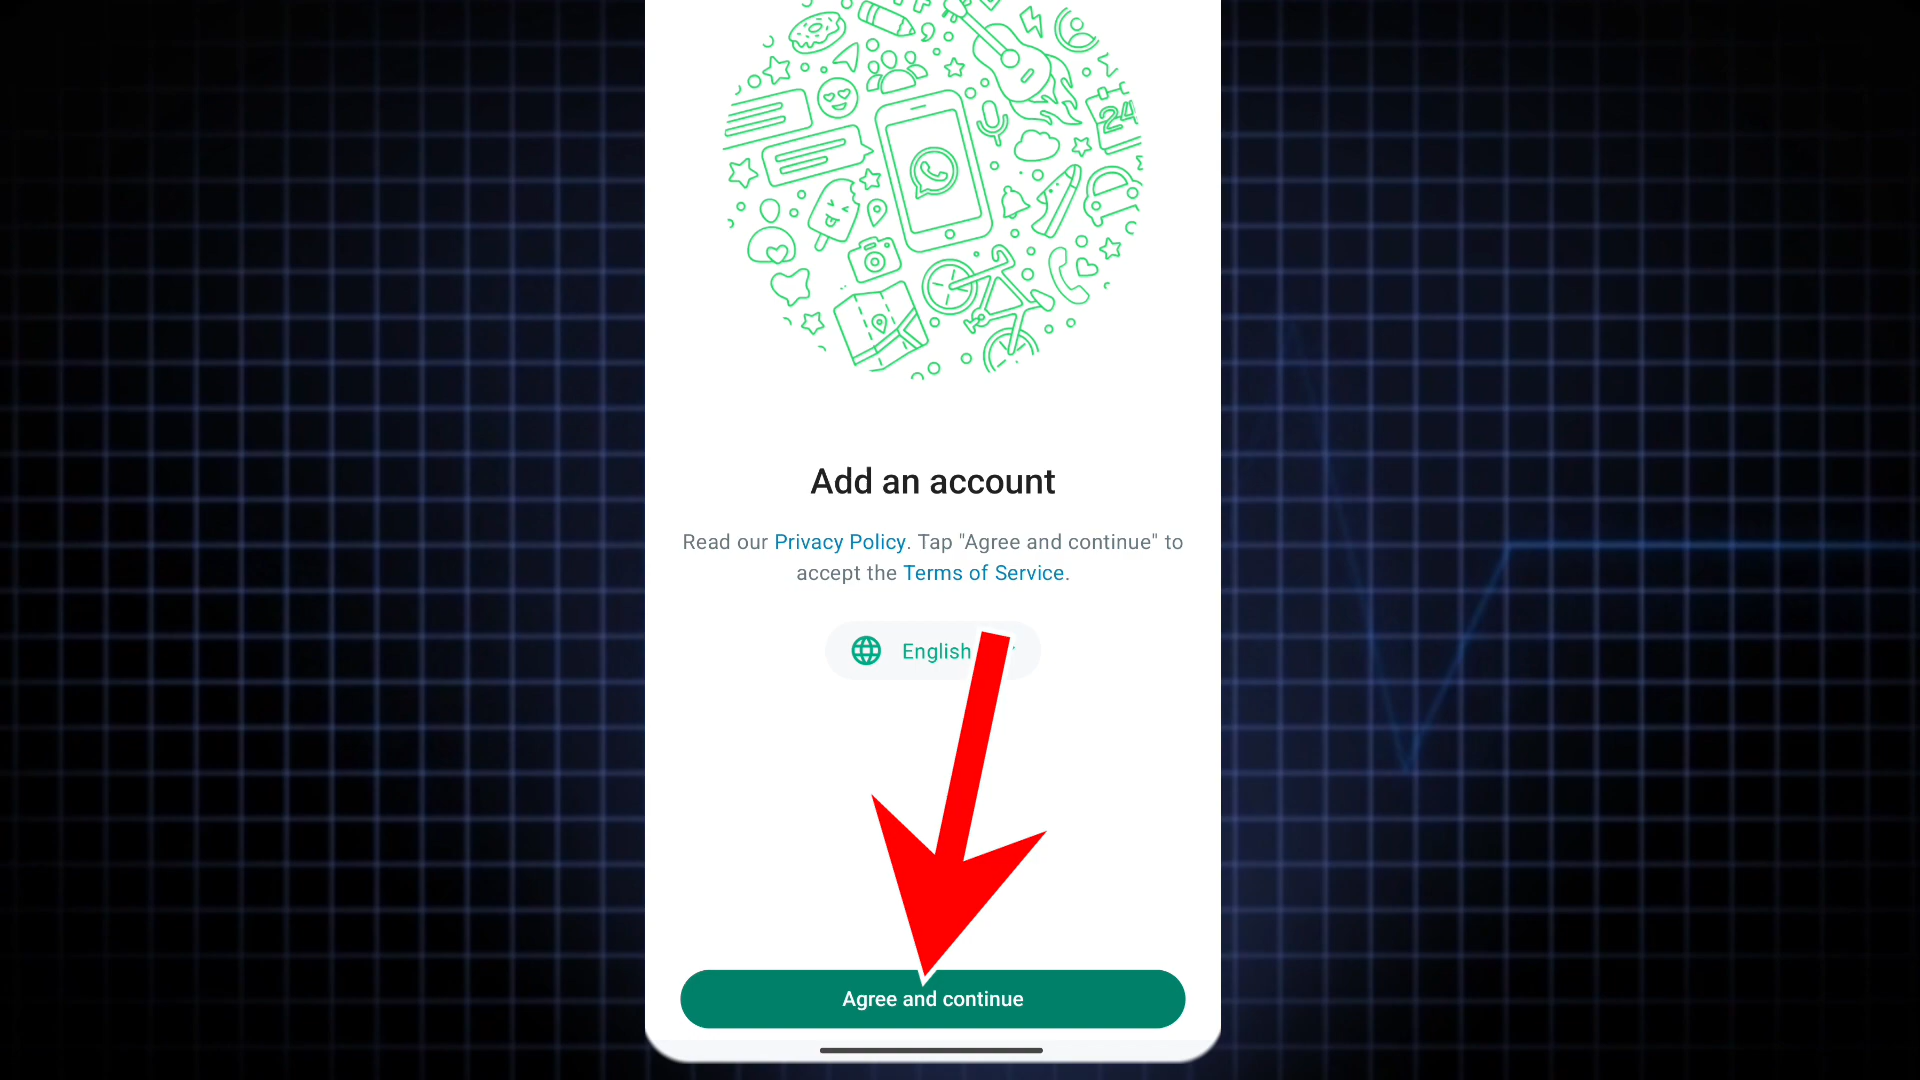 24
Add an account
Read our Privacy Policy. Tap "Agree and continue" to
accept the Terms of Service.
English
Agree and continue